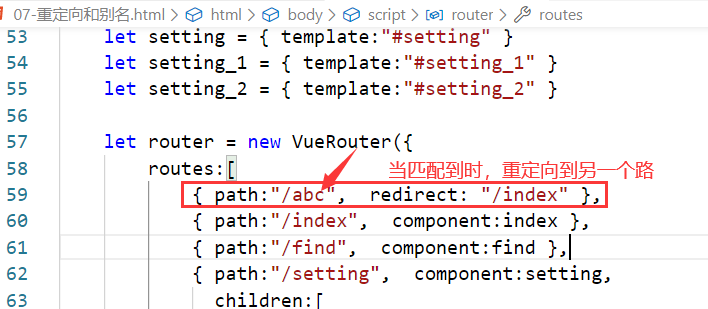 07-重定向和别名.html > html > body > script > router > routes
53 let setting = { template:"#setting" }
54 let setting_1 = { template:"#setting_1" }
55 let setting_2 = { template:"#setting_2" }
56
57 let router = new VueRouter({
58 routes:[
当匹配到时，重定向到另一个路
59 { path:"/abc", redirect: "/index" },
60 { path:"/index", component:index },
61 { path:"/find", component:find },
62 { path:"/setting", component:setting,
63 children:[